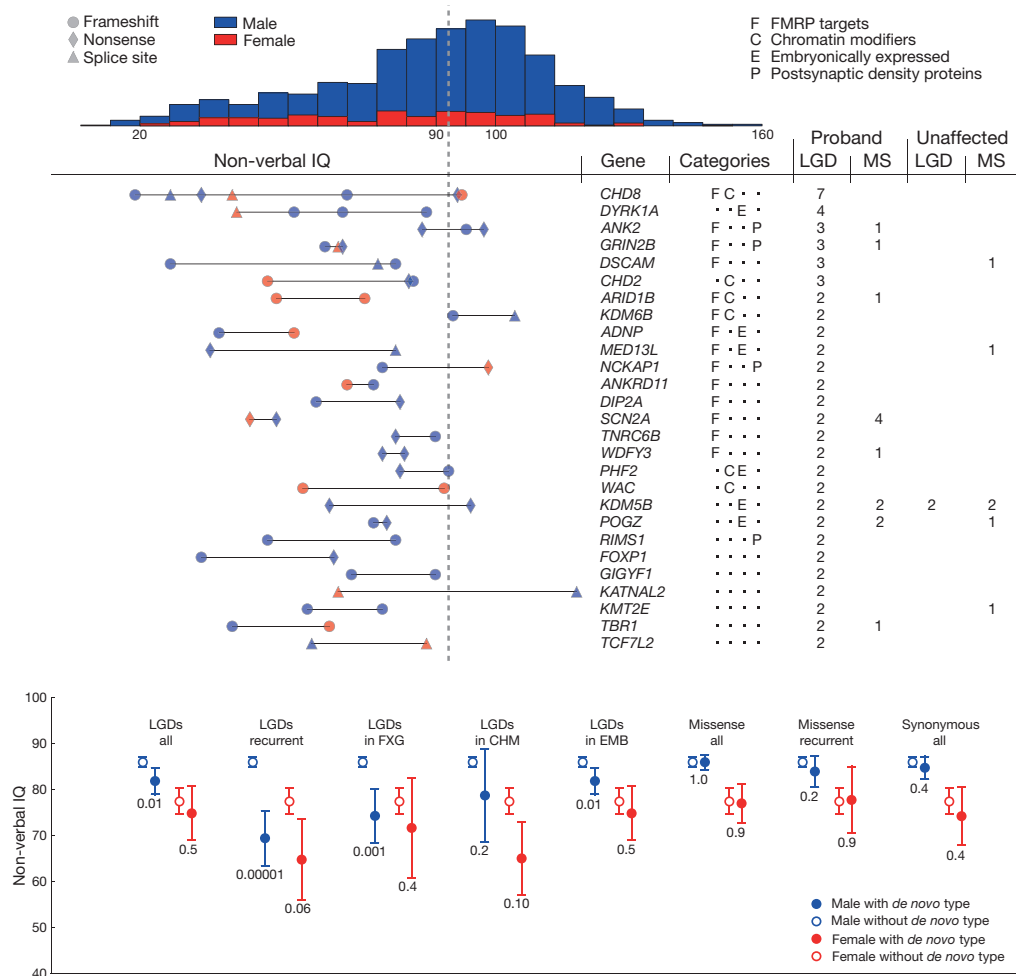 Frameshift
Nonsense
Splice site
Male
Female
F FMRP targets
C Chromatin modifiers
E Embryonically expressed
P Postsynaptic density proteins
20 90 100 160
Proband Unaffected
Non-verbal IQ Gene Categories LGD MS LGD MS
CHD8 F C · · 7
DYRK1A · · E · 4
ANK2 F · · P 3 1
GRIN2B F · · P 3 1
DSCAM F · · · 3 1
CHD2 · C · · 3
ARID1B F C · · 2 1
KDM6B F C · · 2
ADNP F · E · 2
MED13L F · E · 2 1
NCKAP1 F · · P 2
ANKRD11 F · · · 2
DIP2A F · · · 2
SCN2A F · · · 2 4
TNRC6B F · · · 2
WDFY3 F · · · 2 1
PHF2 · C E · 2
WAC · C · · 2
KDM5B · · E · 2 2 2 2
POGZ · · E · 2 2 1
RIMS1 · · · P 2
FOXP1 · · · · 2
GIGYF1 · · · · 2
KATNAL2 · · · · 2
KMT2E · · · · 2 1
TBR1 · · · · 2 1
TCF7L2 · · · · 2
Non-verbal IQ
100
90
80
70
60
50
40
LGDs all
LGDs recurrent
LGDs in FXG
LGDs in CHM
LGDs in EMB
Missense all
Missense recurrent
Synonymous all
0.01 0.5
0.00001 0.06
0.001 0.4
0.2 0.10
0.01 0.5
1.0 0.9
0.2 0.9
0.4 0.4
Male with de novo type
Male without de novo type
Female with de novo type
Female without de novo type